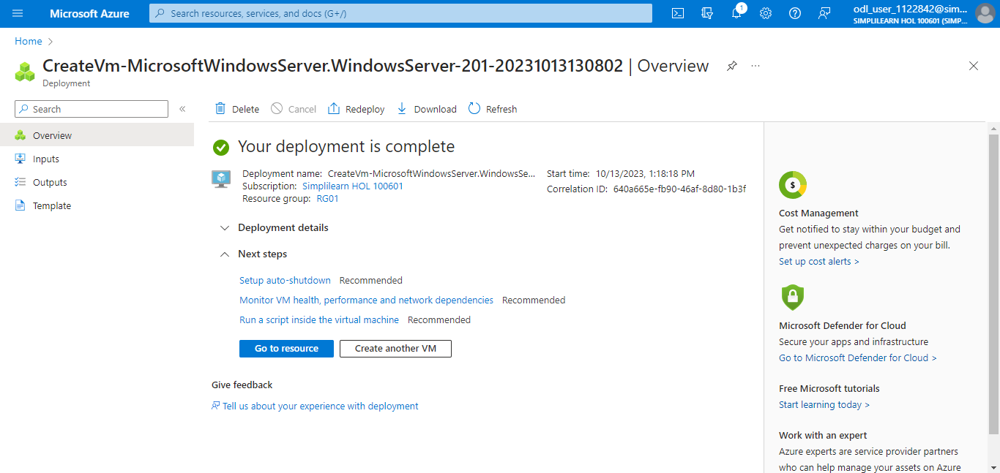 Microsoft Azure
Search resources, services, and docs (G+/)
1
odl_user_1122842@sim...
SIMPLILEARN HOL 100601 (SIMP...
Home
CreateVm-MicrosoftWindowsServer.WindowsServer-201-20231013130802 | Overview
Deployment
Search
Overview
Inputs
Outputs
Template
Delete
Cancel
Redeploy
Download
Refresh
Your deployment is complete
Deployment name: CreateVm-MicrosoftWindowsServer.WindowsSe...
Subscription: Simplilearn HOL 100601
Resource group: RG01
Start time: 10/13/2023, 1:18:18 PM
Correlation ID: 640a665e-fb90-46af-8d80-1b3f
Deployment details
Next steps
Setup auto-shutdown Recommended
Monitor VM health, performance and network dependencies Recommended
Run a script inside the virtual machine Recommended
Go to resource
Create another VM
Give feedback
Tell us about your experience with deployment
$
Cost Management
Get notified to stay within your budget and
prevent unexpected charges on your bill.
Set up cost alerts >
Microsoft Defender for Cloud
Secure your apps and infrastructure
Go to Microsoft Defender for Cloud >
Free Microsoft tutorials
Start learning today >
Work with an expert
Azure experts are service provider partners
who can help manage your assets on Azure